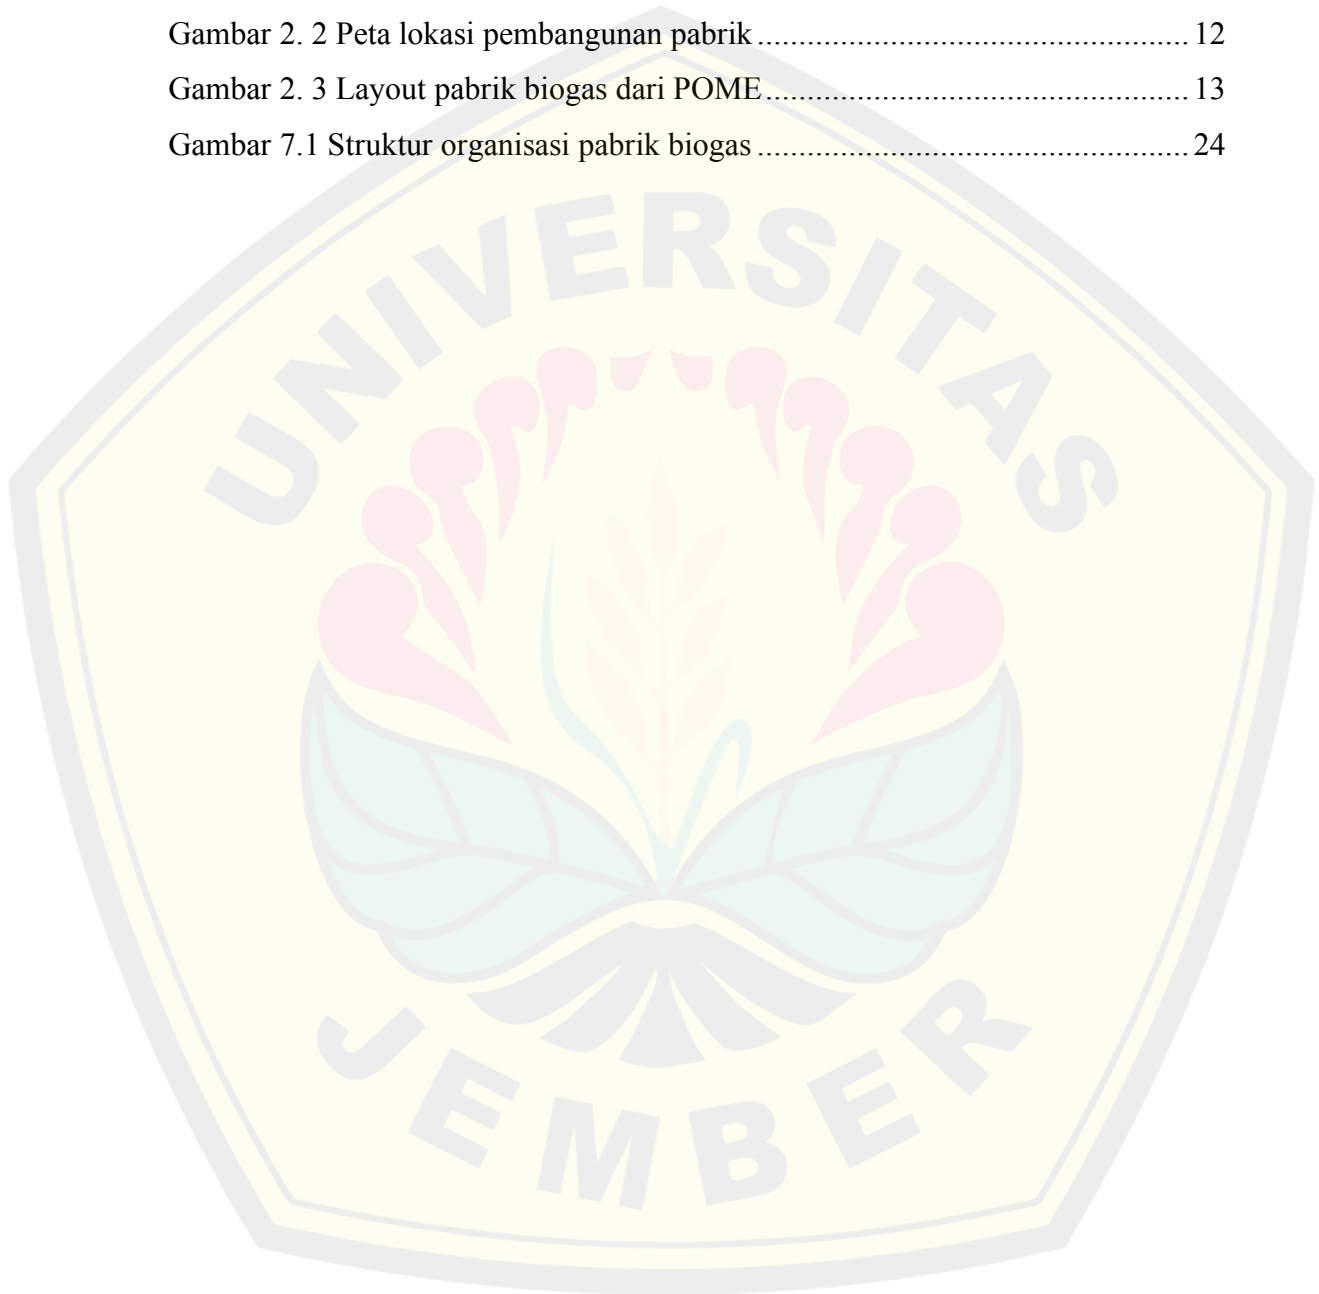 Gambar 2. 2 Peta lokasi pembangunan pabrik ...................................................... 12
Gambar 2. 3 Layout pabrik biogas dari POME ..................................................... 13
Gambar 7.1 Struktur organisasi pabrik biogas ...................................................... 24
UNIVERSITAS
JEMBER